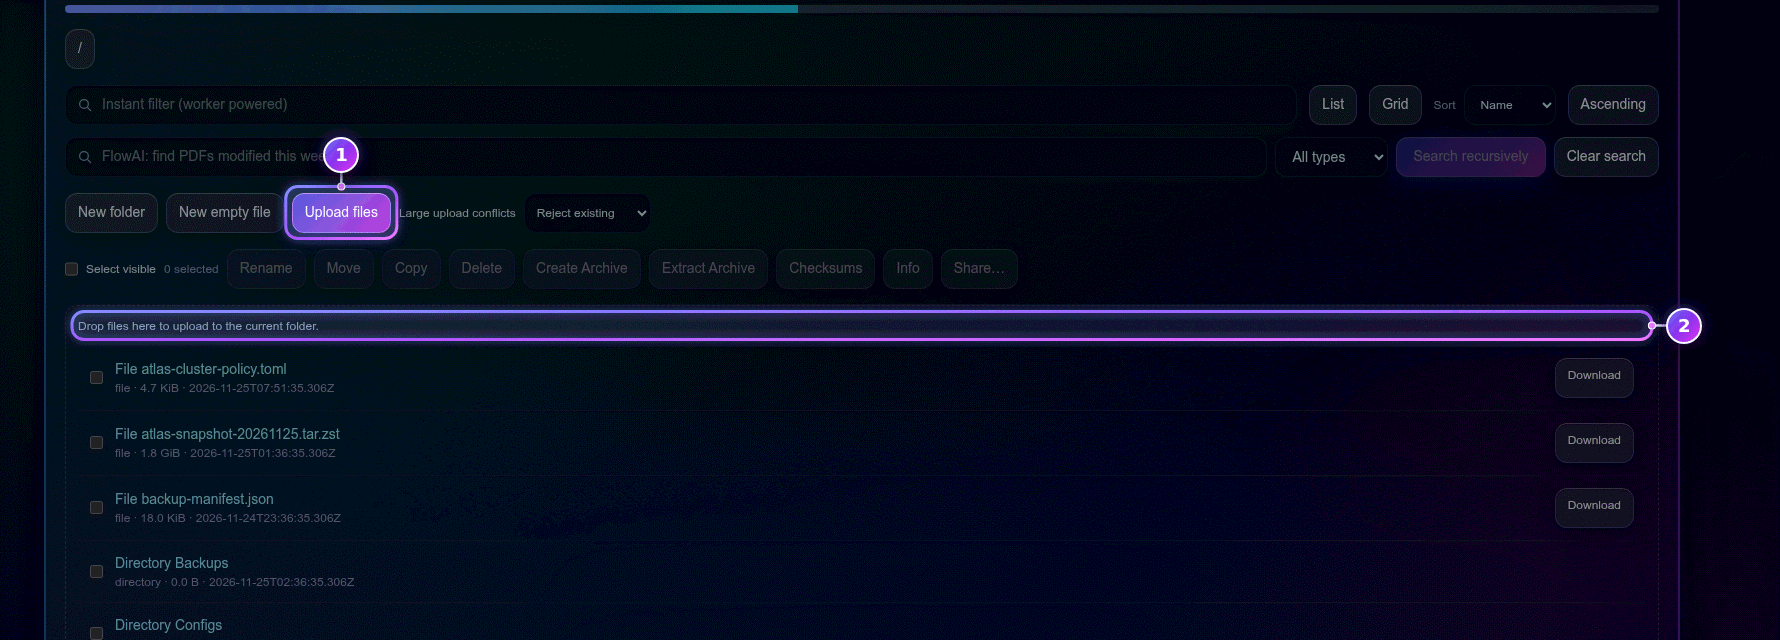 /
Instant filter (worker powered)
List Grid Sort Name Ascending
FlowAI: find PDFs modified this wee
1
All types Search recursively Clear search
New folder New empty file Upload files Large upload conflicts Reject existing
Select visible 0 selected Rename Move Copy Delete Create Archive Extract Archive Checksums Info Share...
Drop files here to upload to the current folder.
2
File atlas-cluster-policy.toml
file · 4.7 KiB · 2026-11-25T07:51:35.306Z
Download
File atlas-snapshot-20261125.tar.zst
file · 1.8 GiB · 2026-11-25T01:36:35.306Z
Download
File backup-manifest.json
file · 18.0 KiB · 2026-11-24T23:36:35.306Z
Download
Directory Backups
directory · 0.0 B · 2026-11-25T02:36:35.306Z
Directory Configs